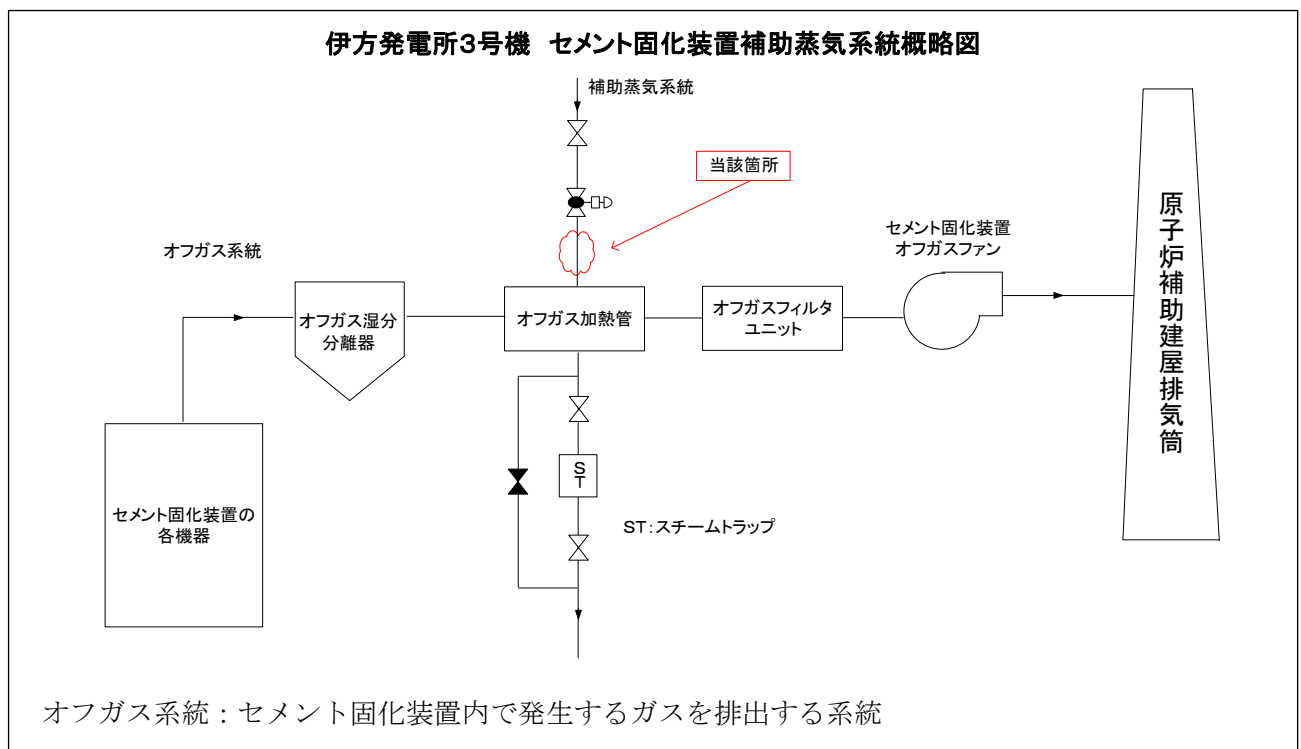 伊方発電所3号機 セメント固化装置補助蒸気系統概略図
補助蒸気系統
当該箇所
オフガス系統
セメント固化装置
オフガスファン
オフガス湿分
分離器
オフガス加熱管
オフガスフィルタ
ユニット
原子炉補助建屋排気筒
セメント固化装置の
各機器
ST
ST:スチームトラップ
オフガス系統:セメント固化装置内で発生するガスを排出する系統